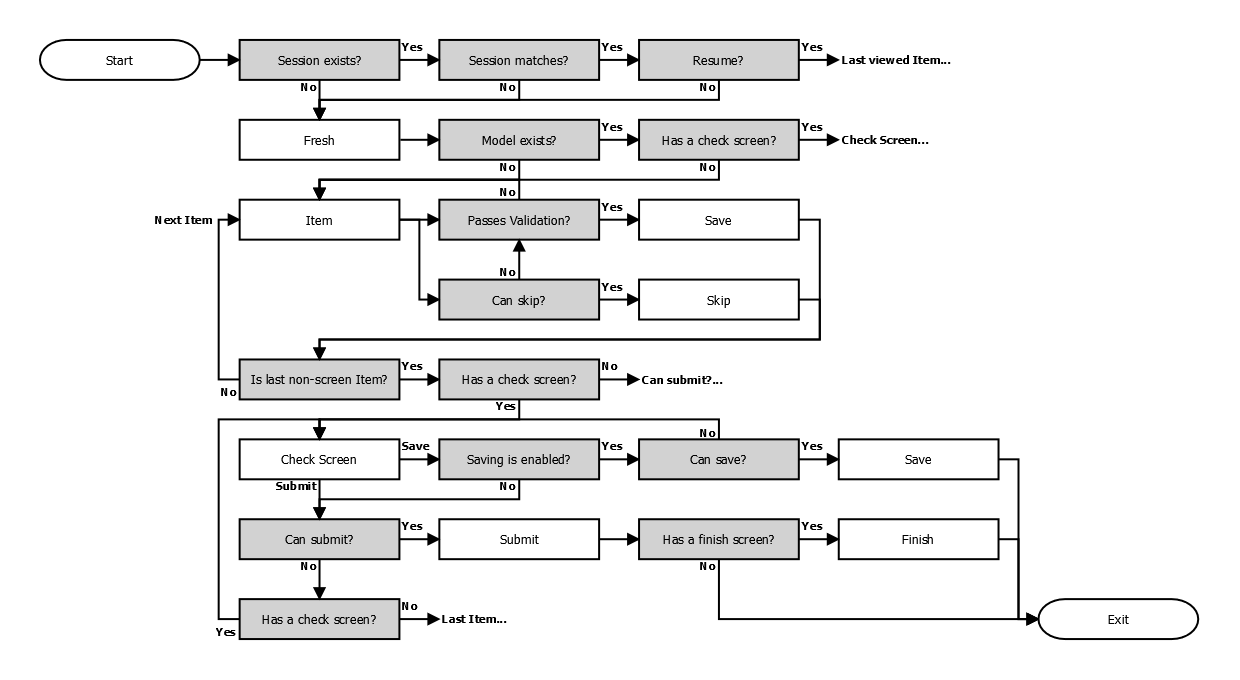 Start
Session exists?
Yes
Session matches?
Yes
Resume?
Yes
Last viewed Item...
No
No
No
Fresh
Model exists?
Yes
Has a check screen?
Yes
Check Screen...
No
No
No
Next Item
Item
Passes Validation?
Yes
Save
No
Can skip?
Yes
Skip
Is last non-screen Item?
Yes
Has a check screen?
No
Can submit?...
No
Yes
No
Check Screen
Save
Saving is enabled?
Yes
Can save?
Yes
Save
Submit
No
Can submit?
Yes
Submit
Has a finish screen?
Yes
Finish
No
No
Has a check screen?
No
Last Item...
Yes
Exit